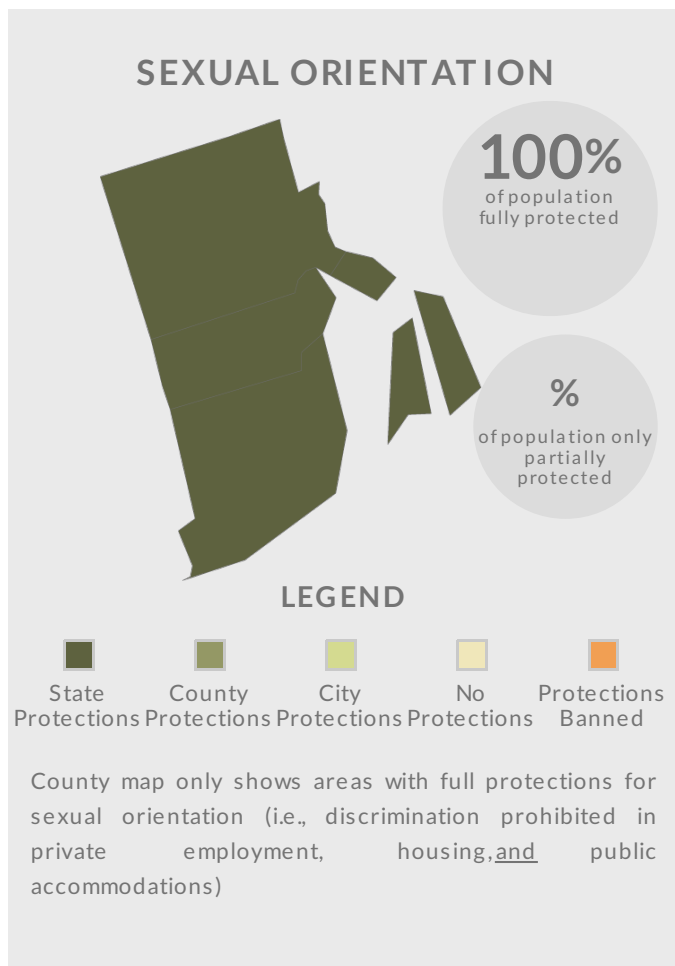 SEXUAL ORIENTATION
100%
of population
fully protected
%
of population only
partially
protected
LEGEND
State
Protections
County
Protections
City
Protections
No
Protections
Protections
Banned
County map only shows areas with full protections for
sexual orientation (i.e., discrimination prohibited in
private employment, housing, and public
accommodations)